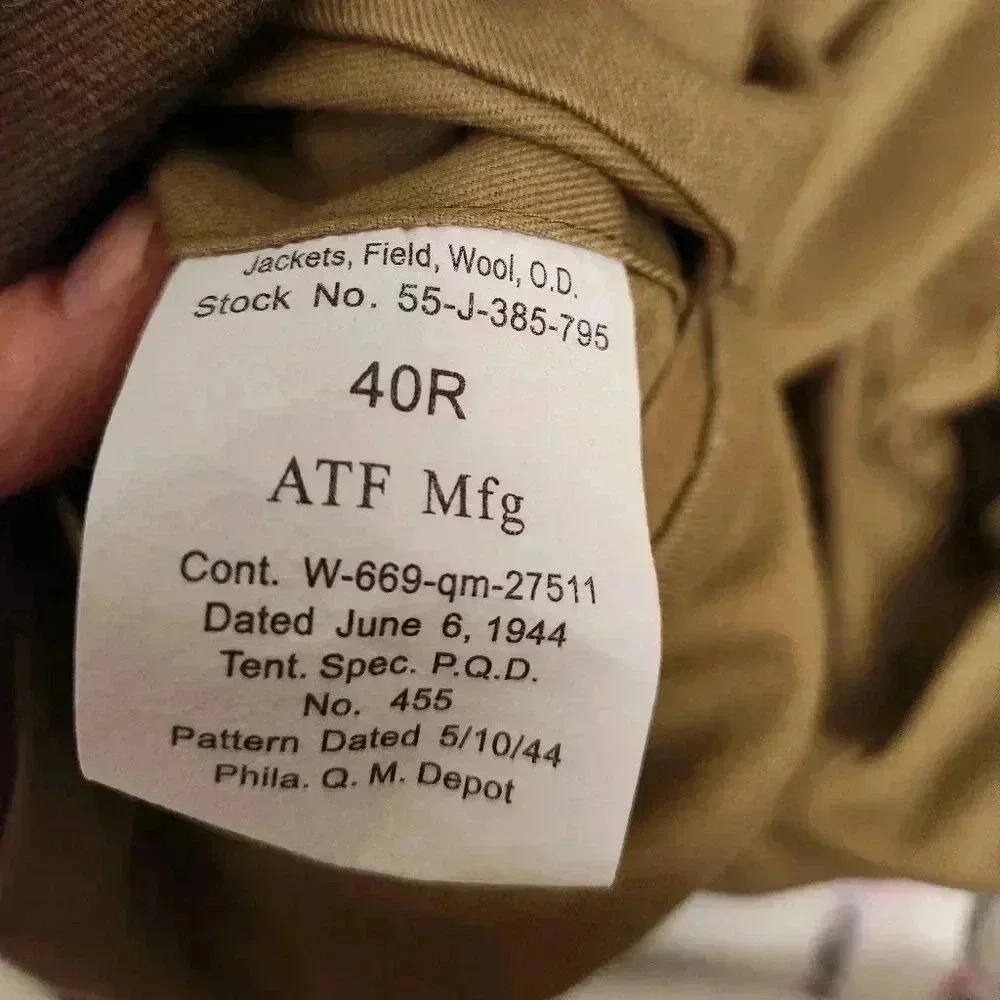 Jackets, Field, Wool, O.D.
Stock No. 55-J-385-795
40R
ATF Mfg
Cont. W-669-qm-27511
Dated June 6, 1944
Tent. Spec. P.Q.D.
No. 455
Pattern Dated 5/10/44
Phila. Q. M. Depot